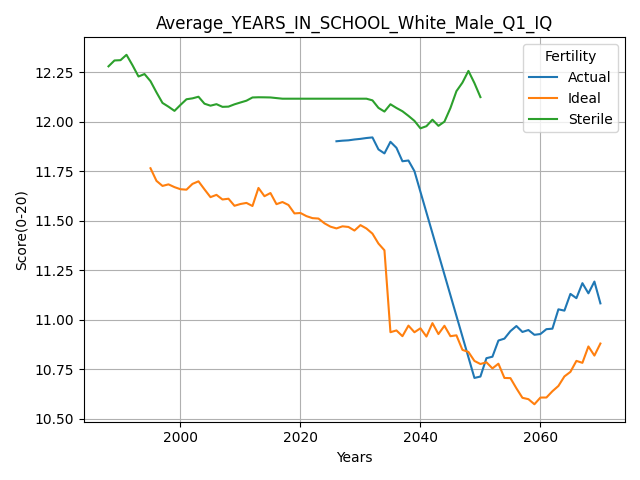 Average_YEARS_IN_SCHOOL_White_Male_Q1_IQ
Fertility
Actual
Ideal
Sterile
Score(0-20)
12.25
12.00
11.75
11.50
11.25
11.00
10.75
10.50
2000
2020
2040
2060
Years